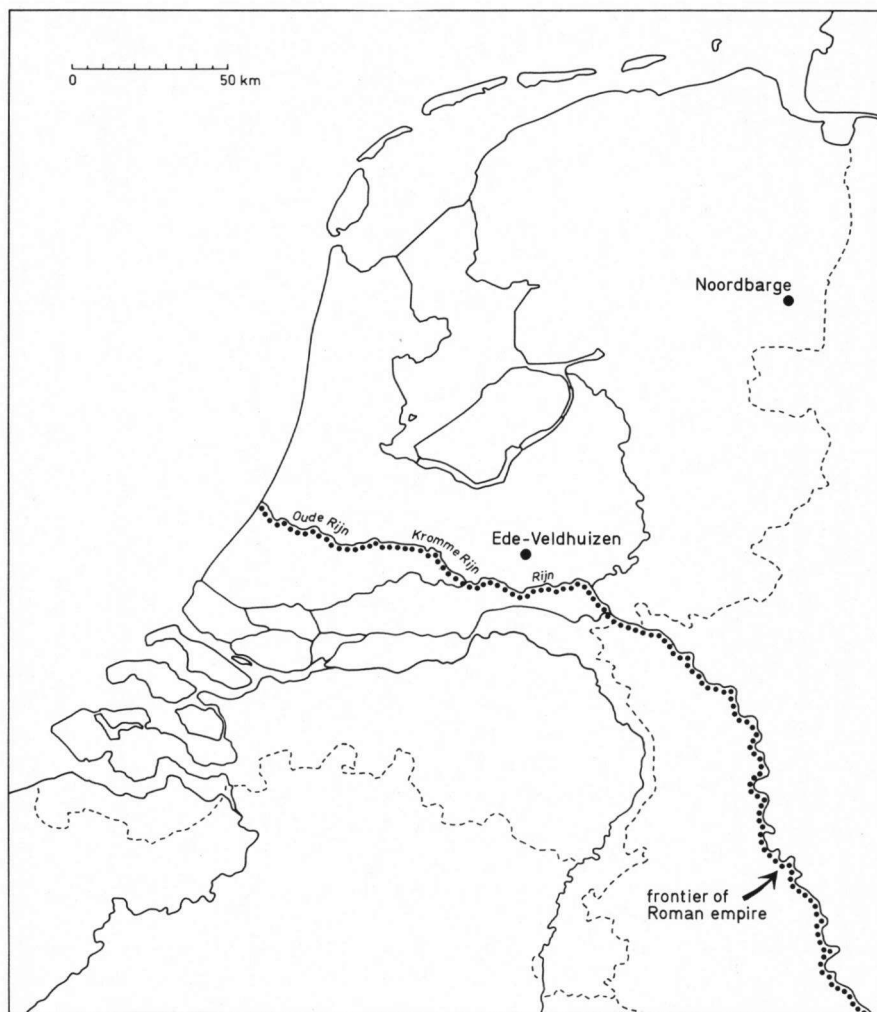 0 50 km
Noordbarge
Oude Rijn
Kromme Rijn
Ede-Veldhuizen
Rijn
frontier of
Roman empire